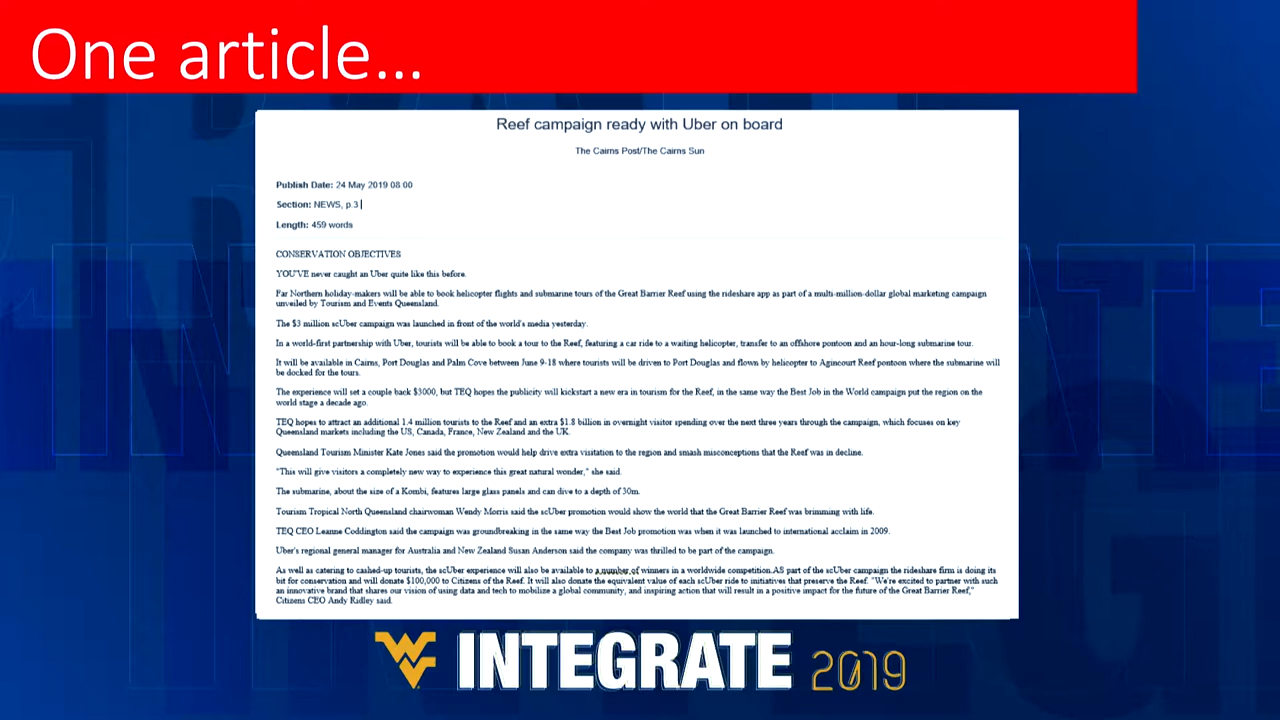 One article...
Reef campaign ready with Uber on board
The Cairns Post/The Cairns Sun
Publish Date: 24 May 2019 08:00
Section: NEWS, p.3
Length: 459 words
CONSERVATION OBJECTIVES
YOU'VE never caught an Uber quite like this before.
Far Northern holiday-makers will be able to book helicopter flights and submarine tours of the Great Barrier Reef using the rideshare app as part of a multi-million-dollar global marketing campaign
unveiled by Tourism and Events Queensland.
The $3 million scUber campaign was launched in front of the world's media yesterday.
In a world-first partnership with Uber, tourists will be able to book a tour to the Reef, featuring a car ride to a waiting helicopter, transfer to an offshore pontoon and an hour-long submarine tour.
It will be available in Cairns, Port Douglas and Palm Cove between June 9-18 where tourists will be driven to Port Douglas and flown by helicopter to Agincourt Reef pontoon where the submarine will
be docked for the tours.
The experience will set a couple back $3000, but TEQ hopes the publicity will kickstart a new era in tourism for the Reef, in the same way the Best Job in the World campaign put the region on the
world stage a decade ago.
TEQ hopes to attract an additional 1.4 million tourists to the Reef and an extra $1.8 billion in overnight visitor spending over the next three years through the campaign, which focuses on key
Queensland markets including the US, Canada, France, New Zealand and the UK.
Queensland Tourism Minister Kate Jones said the promotion would help drive extra visitation to the region and smash misconceptions that the Reef was in decline.
"This will give visitors a completely new way to experience this great natural wonder," she said.
The submarine, about the size of a Kombi, features large glass panels and can dive to a depth of 30m.
Tourism Tropical North Queensland chairwoman Wendy Morris said the scUber promotion would show the world that the Great Barrier Reef was brimming with life.
TEQ CEO Leanne Coddington said the campaign was groundbreaking in the same way the Best Job promotion was when it was launched to international acclaim in 2009.
Uber's regional general manager for Australia and New Zealand Susan Anderson said the company was thrilled to be part of the campaign.
As well as catering to cashed-up tourists, the scUber experience will also be available to a number of winners in a worldwide competition.AS part of the scUber campaign the rideshare firm is doing its
bit for conservation and will donate $100,000 to Citizens of the Reef. It will also donate the equivalent value of each scUber ride to initiatives that preserve the Reef. "We're excited to partner with such
an innovative brand that shares our vision of using data and tech to mobilize a global community, and inspiring action that will result in a positive impact for the future of the Great Barrier Reef,"
Citizens CEO Andy Ridley said.
WV INTEGRATE 2019